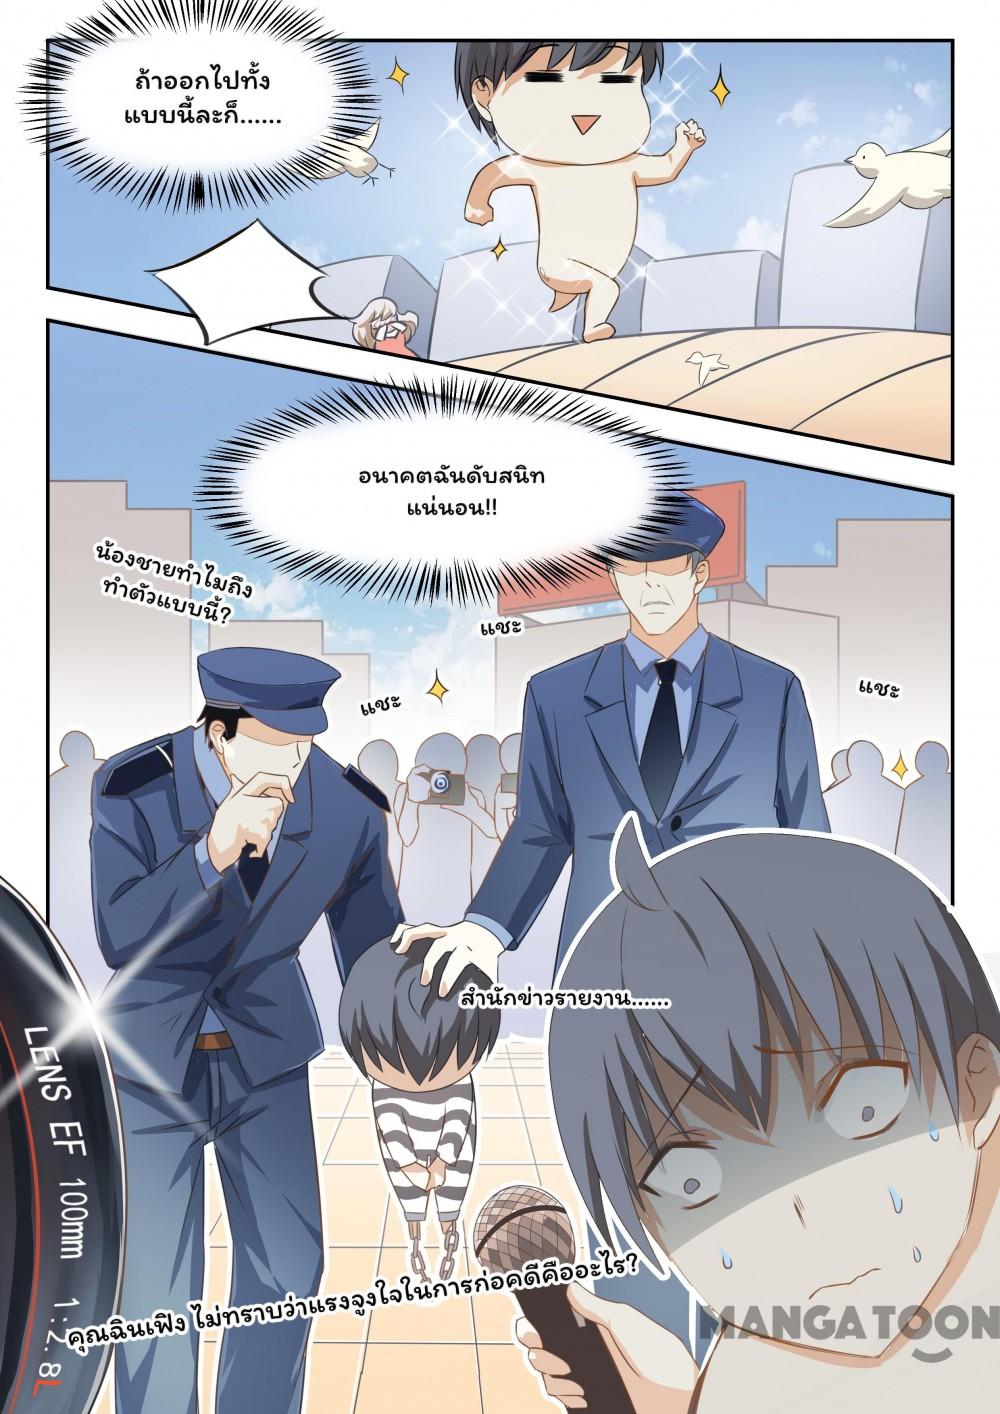 ถ้าออกไปทั้ง
แบบนี้ละก็......
อนาคตฉันดับสนิท
แน่นอน!!
น้องชายทำไมถึง
ทำตัวแบบนี้?
แชะ
แชะ
แชะ
สำนักข่าวรายงาน......
LENS EF 100mm 1:2.8L
คุณฉินเฟิง ไม่ทราบว่าแรงจูงใจในการก่อคดีคืออะไร?
MANGATOON